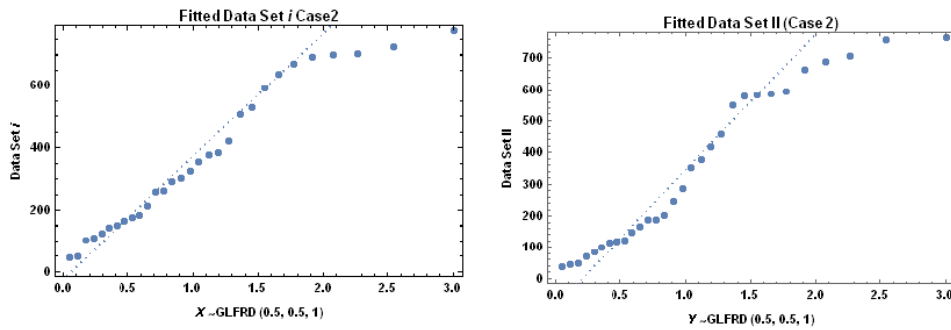 Fitted Data Set i Case2
Data Set i
600
400
200
0
0.0 0.5 1.0 1.5 2.0 2.5 3.0
X ~GLFRD (0.5, 0.5, 1)
Fitted Data Set II (Case 2)
Data Set II
700
600
500
400
300
200
100
0
0.0 0.5 1.0 1.5 2.0 2.5 3.0
Y ~GLFRD (0.5, 0.5, 1)